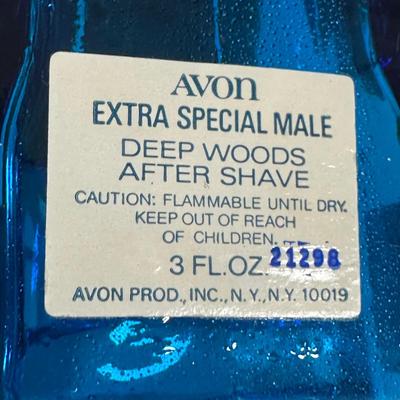 AVON
EXTRA SPECIAL MALE
DEEP WOODS
AFTER SHAVE
CAUTION: FLAMMABLE UNTIL DRY.
KEEP OUT OF REACH
OF CHILDREN.
3 FL.OZ. 21298
AVON PROD., INC., N.Y., N.Y. 10019